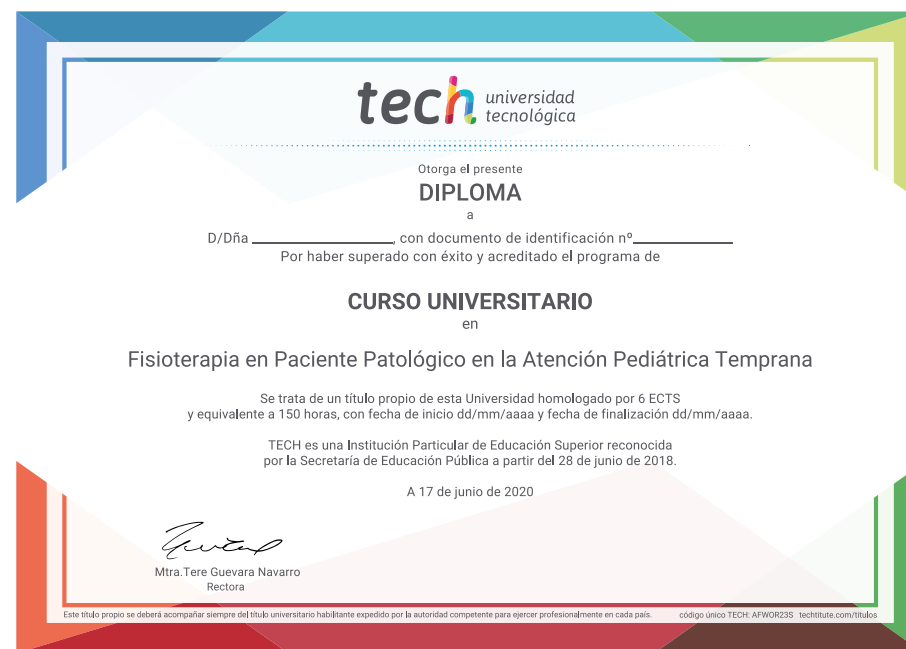 tech universidad
tecnológica
Otorga el presente
DIPLOMA
a
D/Dña ____________________, con documento de identificación nº______________
Por haber superado con éxito y acreditado el programa de
CURSO UNIVERSITARIO
en
Fisioterapia en Paciente Patológico en la Atención Pediátrica Temprana
Se trata de un título propio de esta Universidad homologado por 6 ECTS
y equivalente a 150 horas, con fecha de inicio dd/mm/aaaa y fecha de finalización dd/mm/aaaa.
TECH es una Institución Particular de Educación Superior reconocida
por la Secretaría de Educación Pública a partir del 28 de junio de 2018.
A 17 de junio de 2020
Mtra.Tere Guevara Navarro
Rectora
Este título propio se deberá acompañar siempre del título universitario habilitante expedido por la autoridad competente para ejercer profesionalmente en cada país. código único TECH: AFWOR23S techtitute.com/titulos